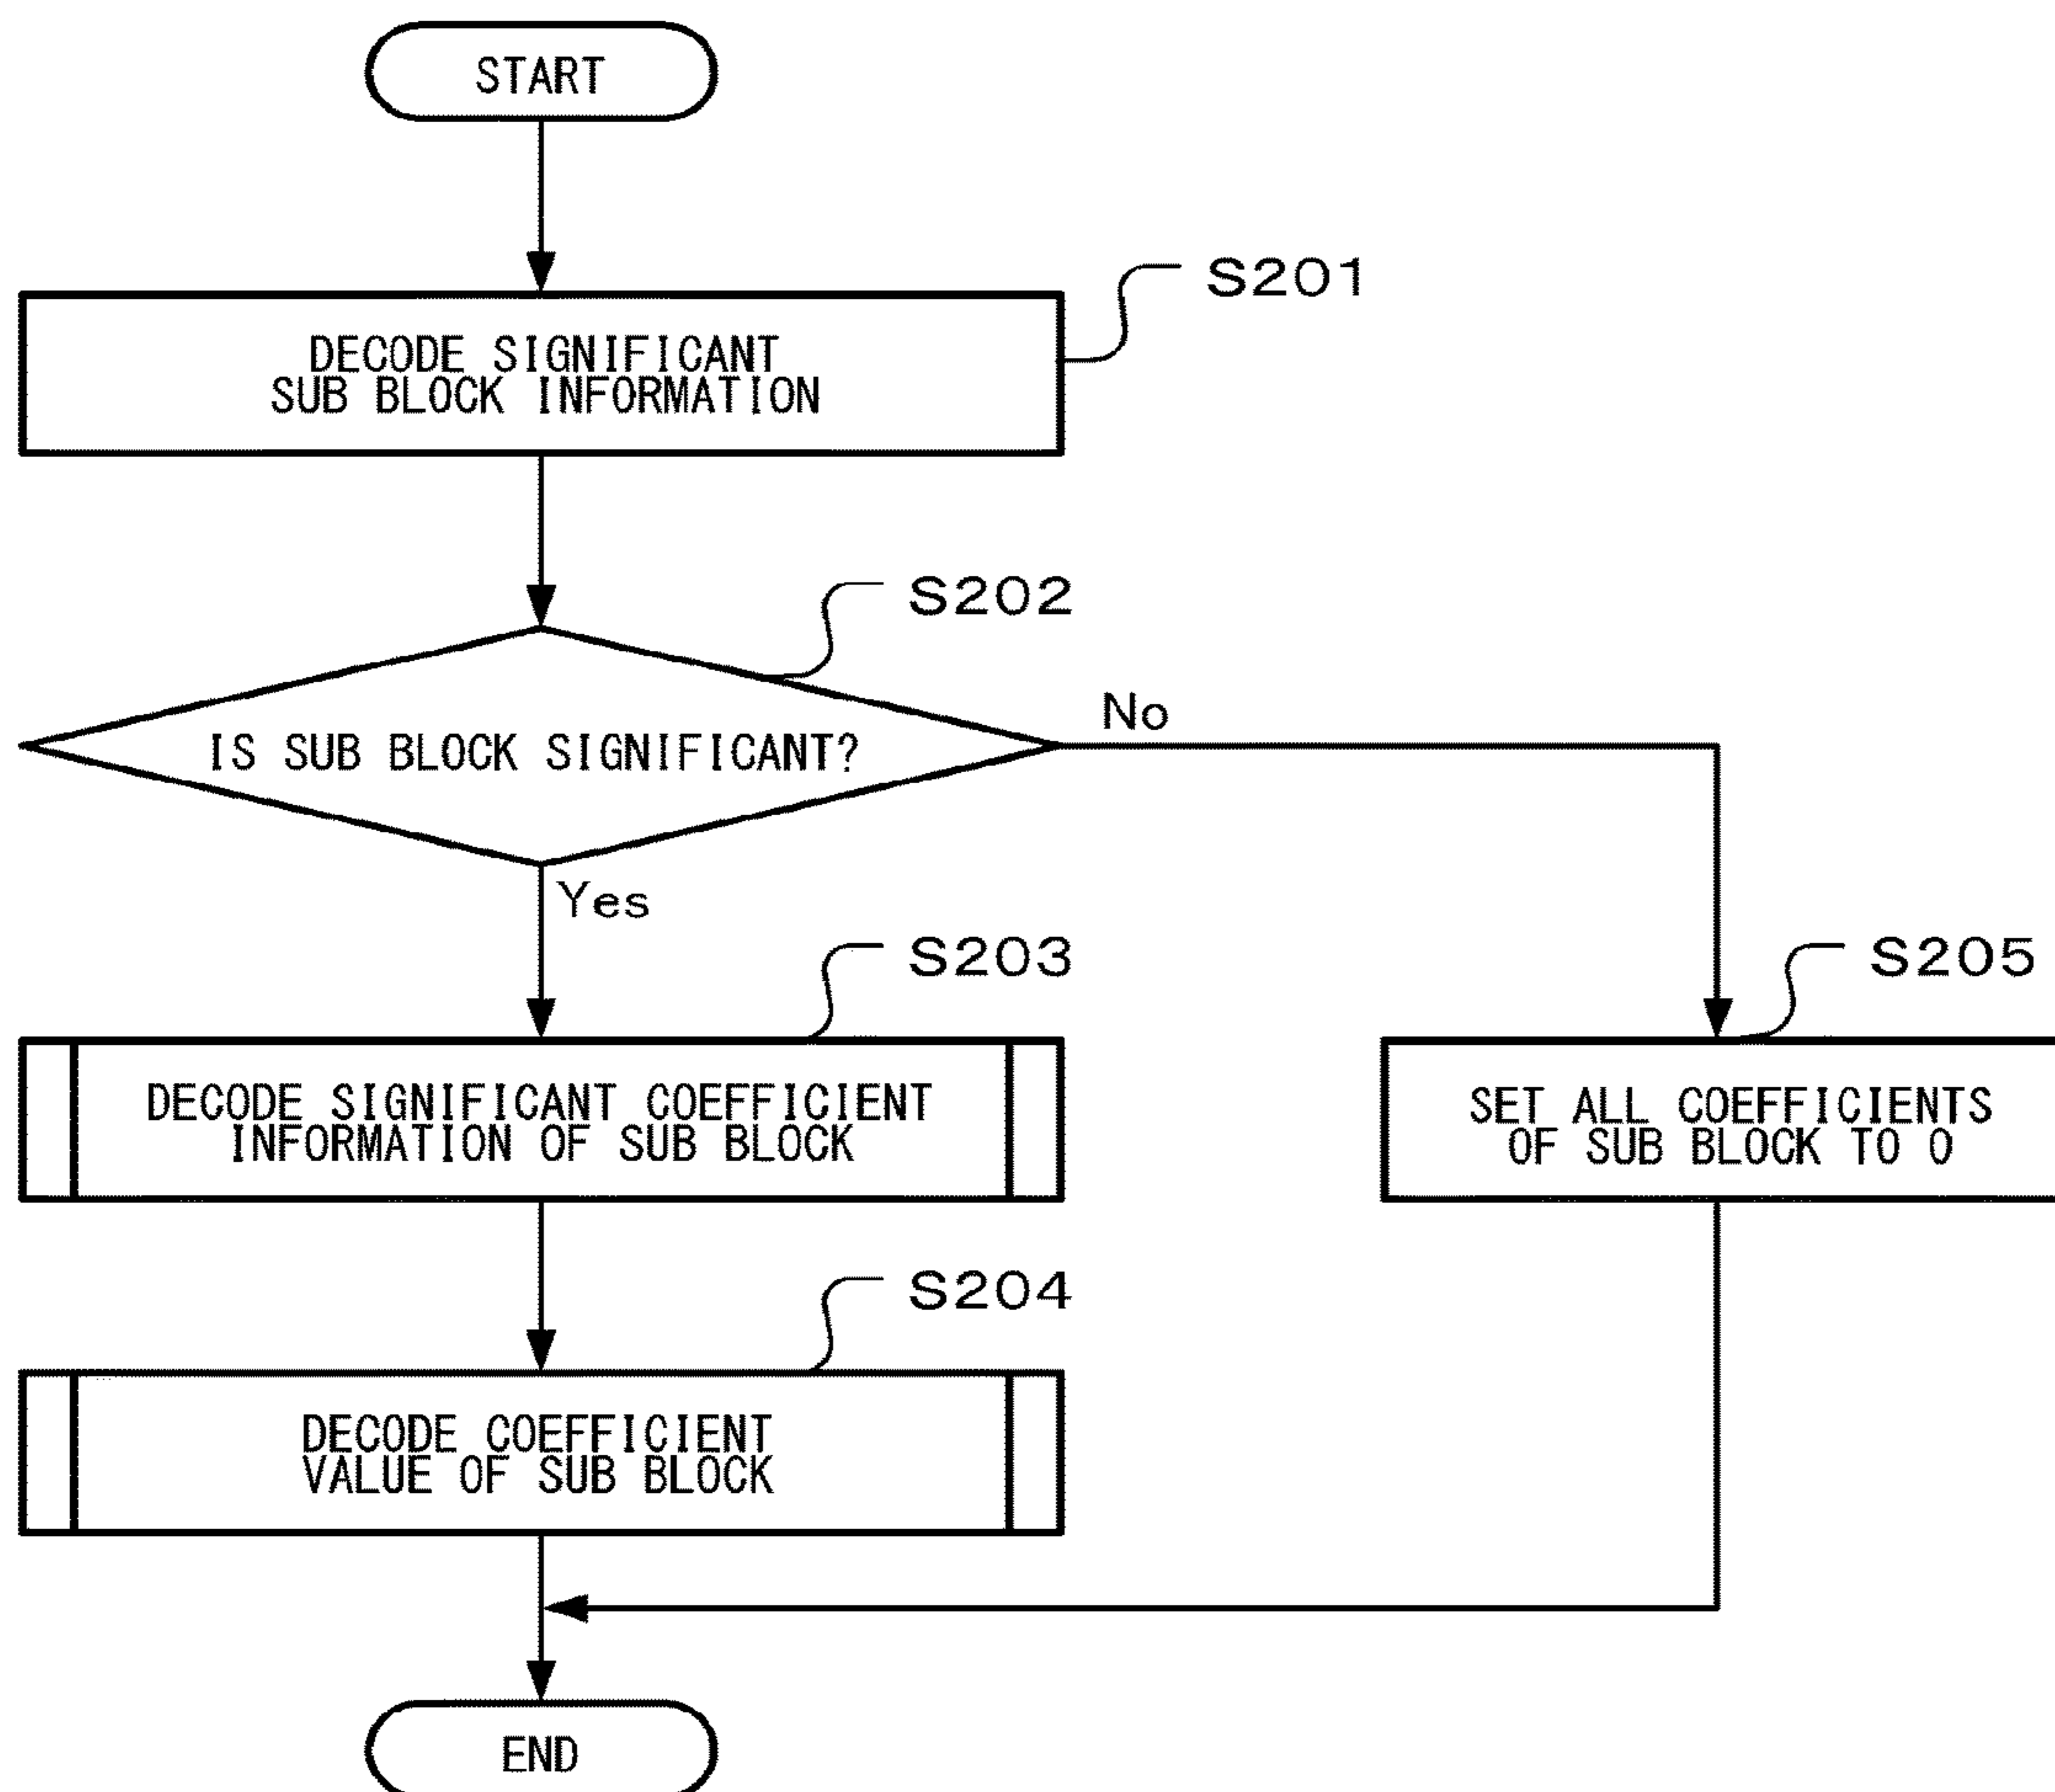 START
S201
DECODE SIGNIFICANT
SUB BLOCK INFORMATION
S202
IS SUB BLOCK SIGNIFICANT?
No
Yes
S203
DECODE SIGNIFICANT COEFFICIENT
INFORMATION OF SUB BLOCK
S205
SET ALL COEFFICIENTS
OF SUB BLOCK TO 0
S204
DECODE COEFFICIENT
VALUE OF SUB BLOCK
END